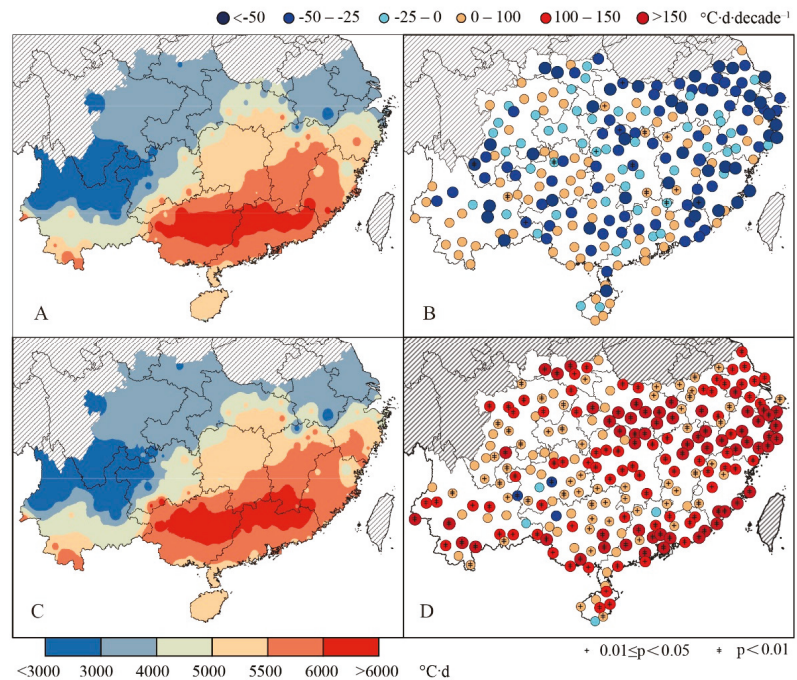 <-50 -50 – -25 -25 – 0 0 – 100 100 – 150 >150 °C·d·decade⁻¹
A B
C D
0.01≤p<0.05 p<0.01
<3000 3000 4000 5000 5500 6000 >6000 °C·d